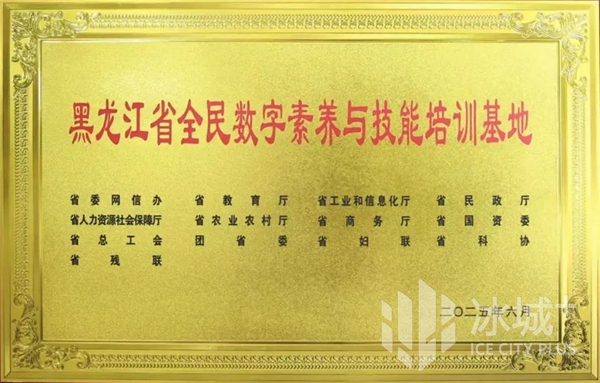 黑龙江省全民数字素养与技能培训基地
省委网信办 省教育厅 省工业和信息化厅 省民政厅
省人力资源社会保障厅 省农业农村厅 省商务厅 省国资委
省总工会 团省委 省妇联 省科协
省残联
二〇二五年六月
冰城+
ICE CITY PLUS